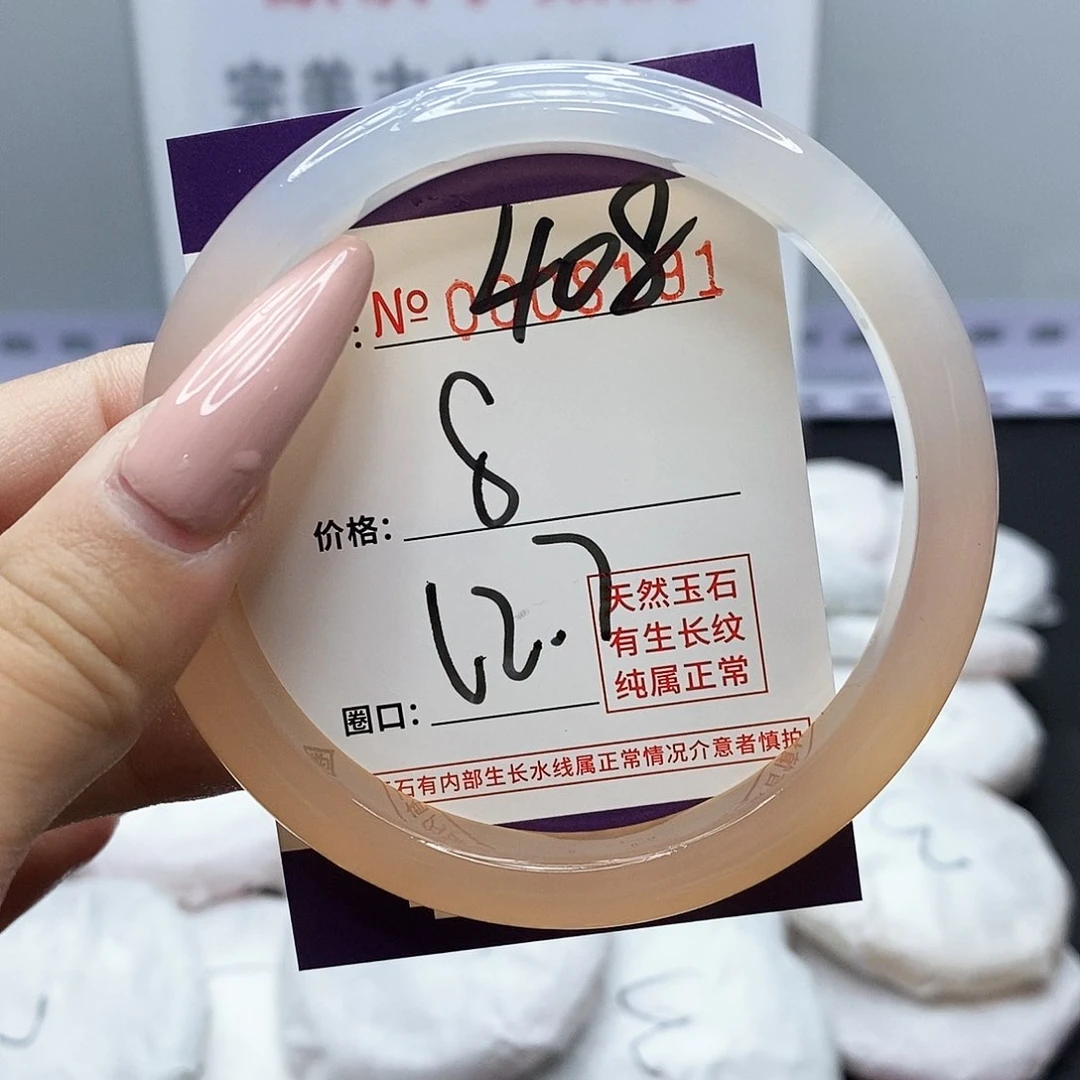 408
: № 0008191
价格: 8
圈口: 62.7
天然玉石
有生长纹
纯属正常
石有内部生长水线属正常情况介意者慎拍